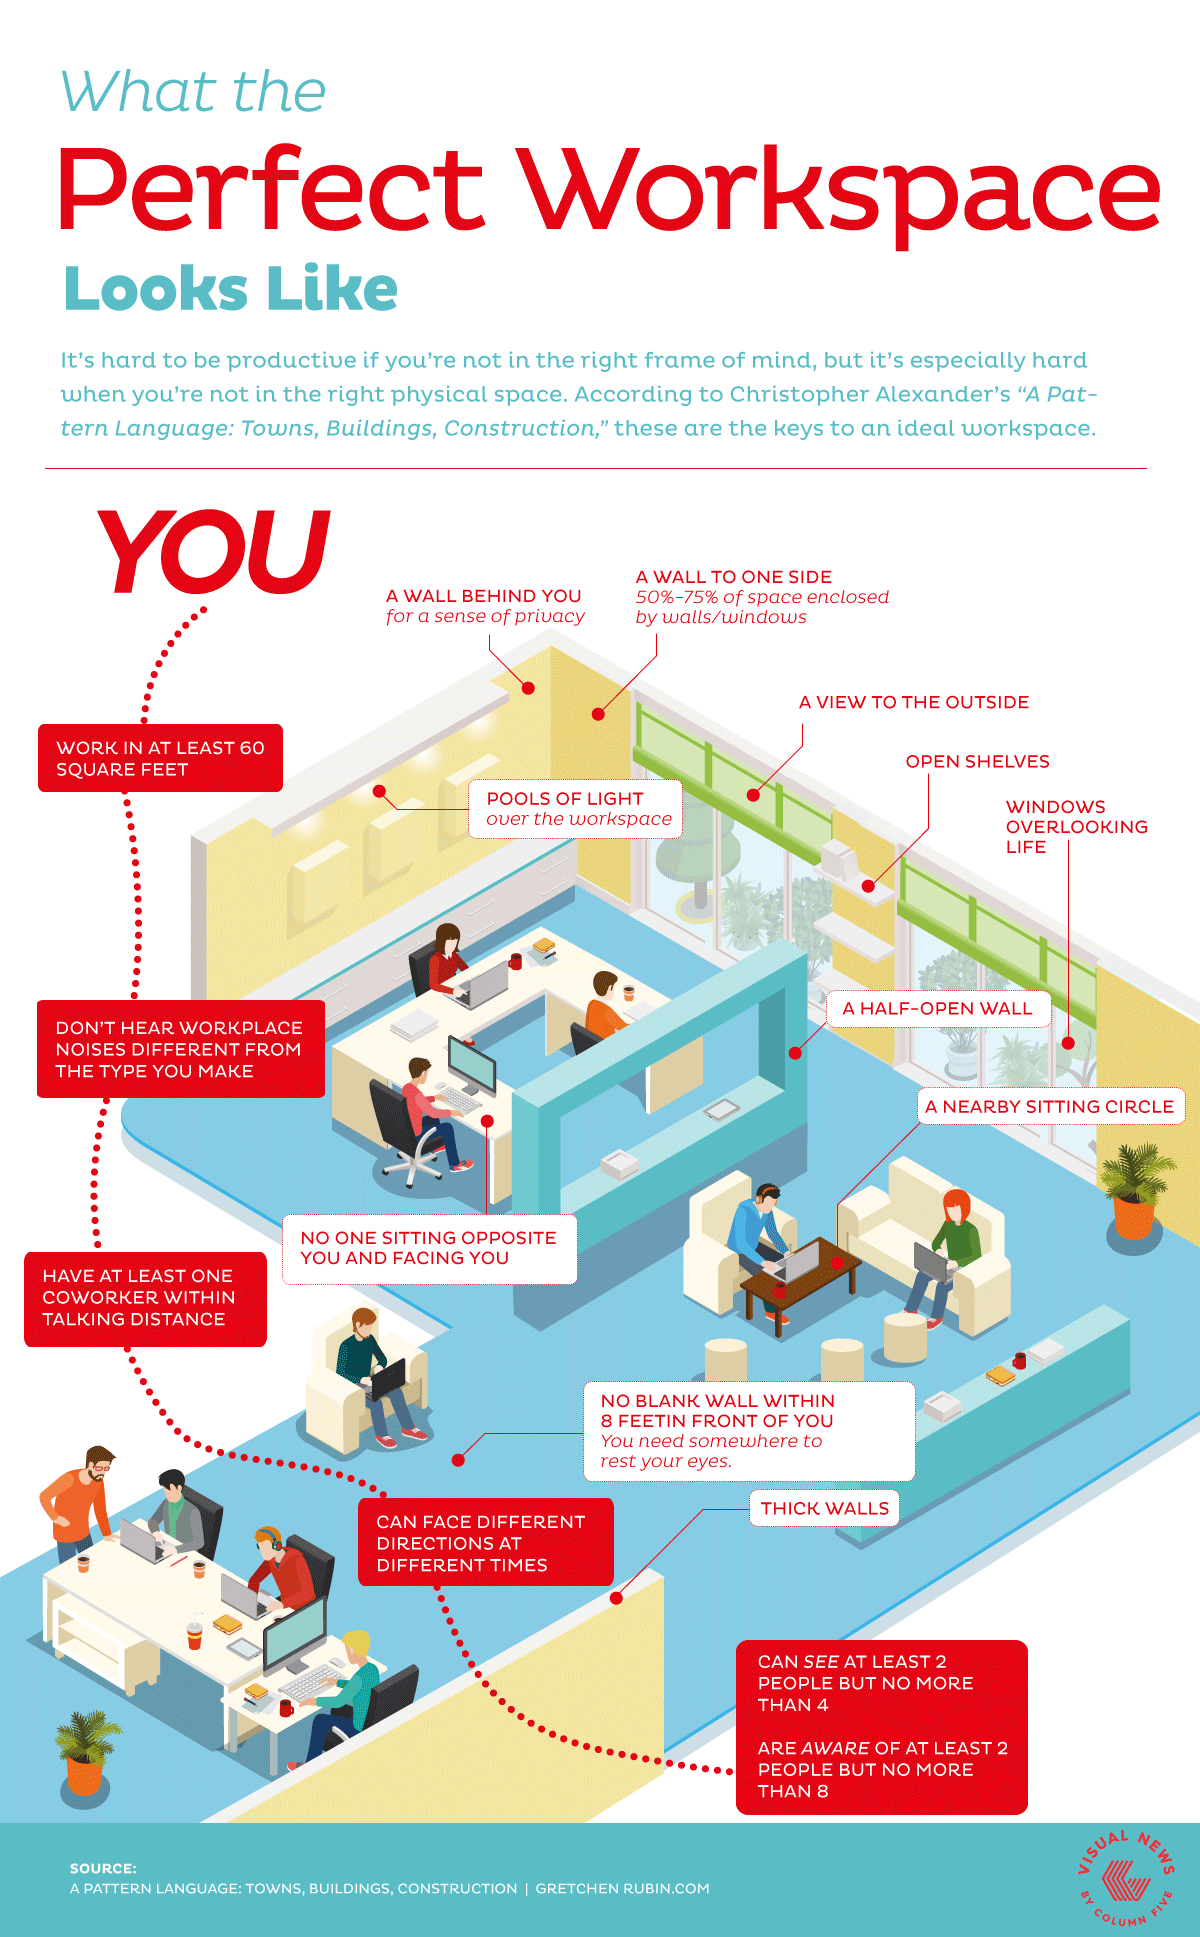 What the
Perfect Workspace
Looks Like
It's hard to be productive if you're not in the right frame of mind, but it's especially hard
when you're not in the right physical space. According to Christopher Alexander's "A Pat-
tern Language: Towns, Buildings, Construction," these are the keys to an ideal workspace.
YOU
A WALL BEHIND YOU
for a sense of privacy
A WALL TO ONE SIDE
50%-75% of space enclosed
by walls/windows
A VIEW TO THE OUTSIDE
OPEN SHELVES
WINDOWS
OVERLOOKING
LIFE
WORK IN AT LEAST 60
SQUARE FEET
POOLS OF LIGHT
over the workspace
DON'T HEAR WORKPLACE
NOISES DIFFERENT FROM
THE TYPE YOU MAKE
A HALF-OPEN WALL
A NEARBY SITTING CIRCLE
NO ONE SITTING OPPOSITE
YOU AND FACING YOU
HAVE AT LEAST ONE
COWORKER WITHIN
TALKING DISTANCE
NO BLANK WALL WITHIN
8 FEETIN FRONT OF YOU
You need somewhere to
rest your eyes.
THICK WALLS
CAN FACE DIFFERENT
DIRECTIONS AT
DIFFERENT TIMES
CAN SEE AT LEAST 2
PEOPLE BUT NO MORE
THAN 4
ARE AWARE OF AT LEAST 2
PEOPLE BUT NO MORE
THAN 8
SOURCE:
A PATTERN LANGUAGE: TOWNS, BUILDINGS, CONSTRUCTION | GRETCHEN RUBIN.COM
VISUAL NEWS
BY COLUMN FIVE